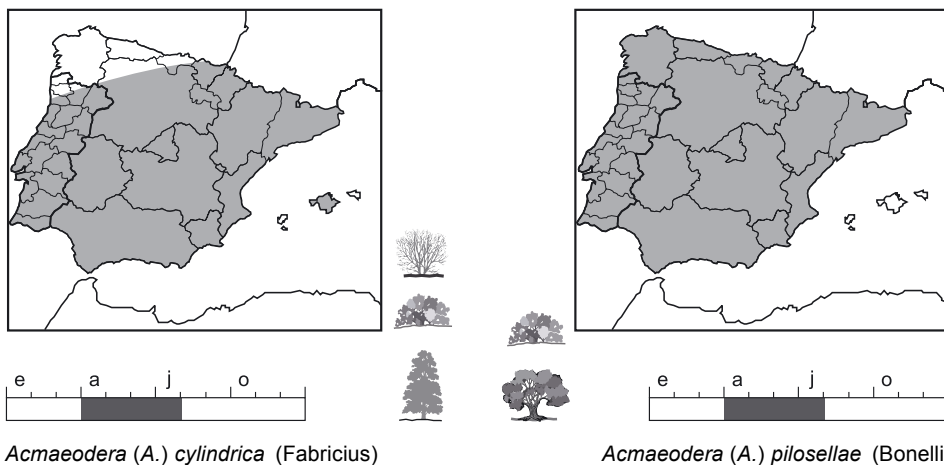 e a j o
e a j o
Acmaeodera (A.) cylindrica (Fabricius)
Acmaeodera (A.) pilosellae (Bonelli